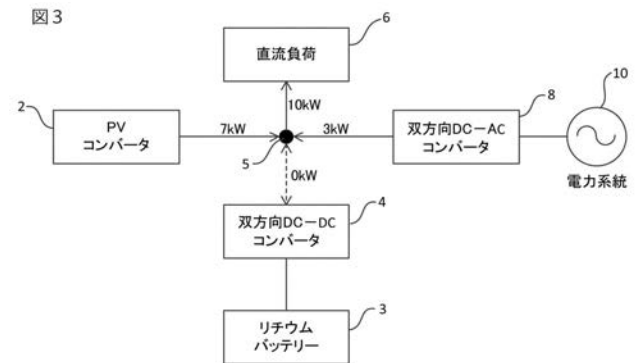 図3
6
直流負荷
10kW
2
PV
コンバータ
7kW
5
3kW
8
双方向DC－AC
コンバータ
10
電力系統
0kW
4
双方向DC－DC
コンバータ
3
リチウム
バッテリー